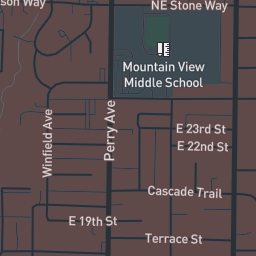 son Way
NE Stone Way
Mountain View
Middle School
Winfield Ave
Perry Ave
E 23rd St
E 22nd St
Cascade Trail
E 19th St
Terrace St